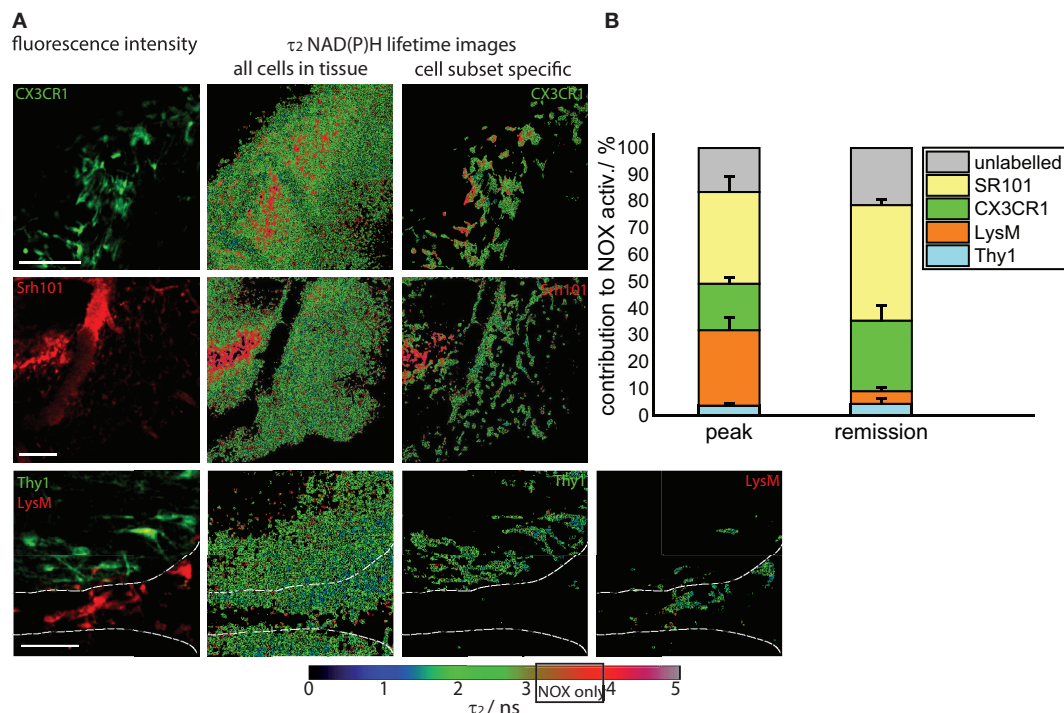 A
fluorescence intensity
τ2 NAD(P)H lifetime images
all cells in tissue
cell subset specific
CX3CR1
CX3CR1
Srh101
Srh101
Thy1
LysM
Thy1
LysM
0 1 2 3 4 5
NOX only
τ2/ ns
B
contribution to NOX activ./ %
100
90
80
70
60
50
40
30
20
10
0
peak
remission
unlabelled
SR101
CX3CR1
LysM
Thy1